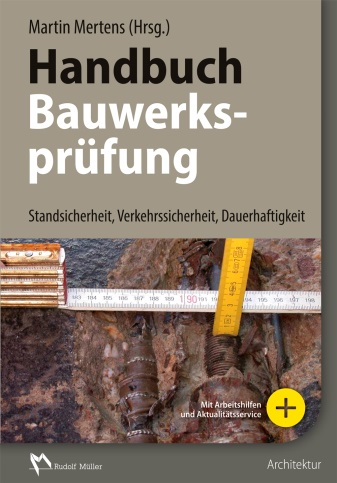 Martin Mertens (Hrsg.)
Handbuch
Bauwerks-
prüfung
Standsicherheit, Verkehrssicherheit, Dauerhaftigkeit
Mit Arbeitshilfen
und Aktualitätsservice
+
Rudolf Müller
Architektur